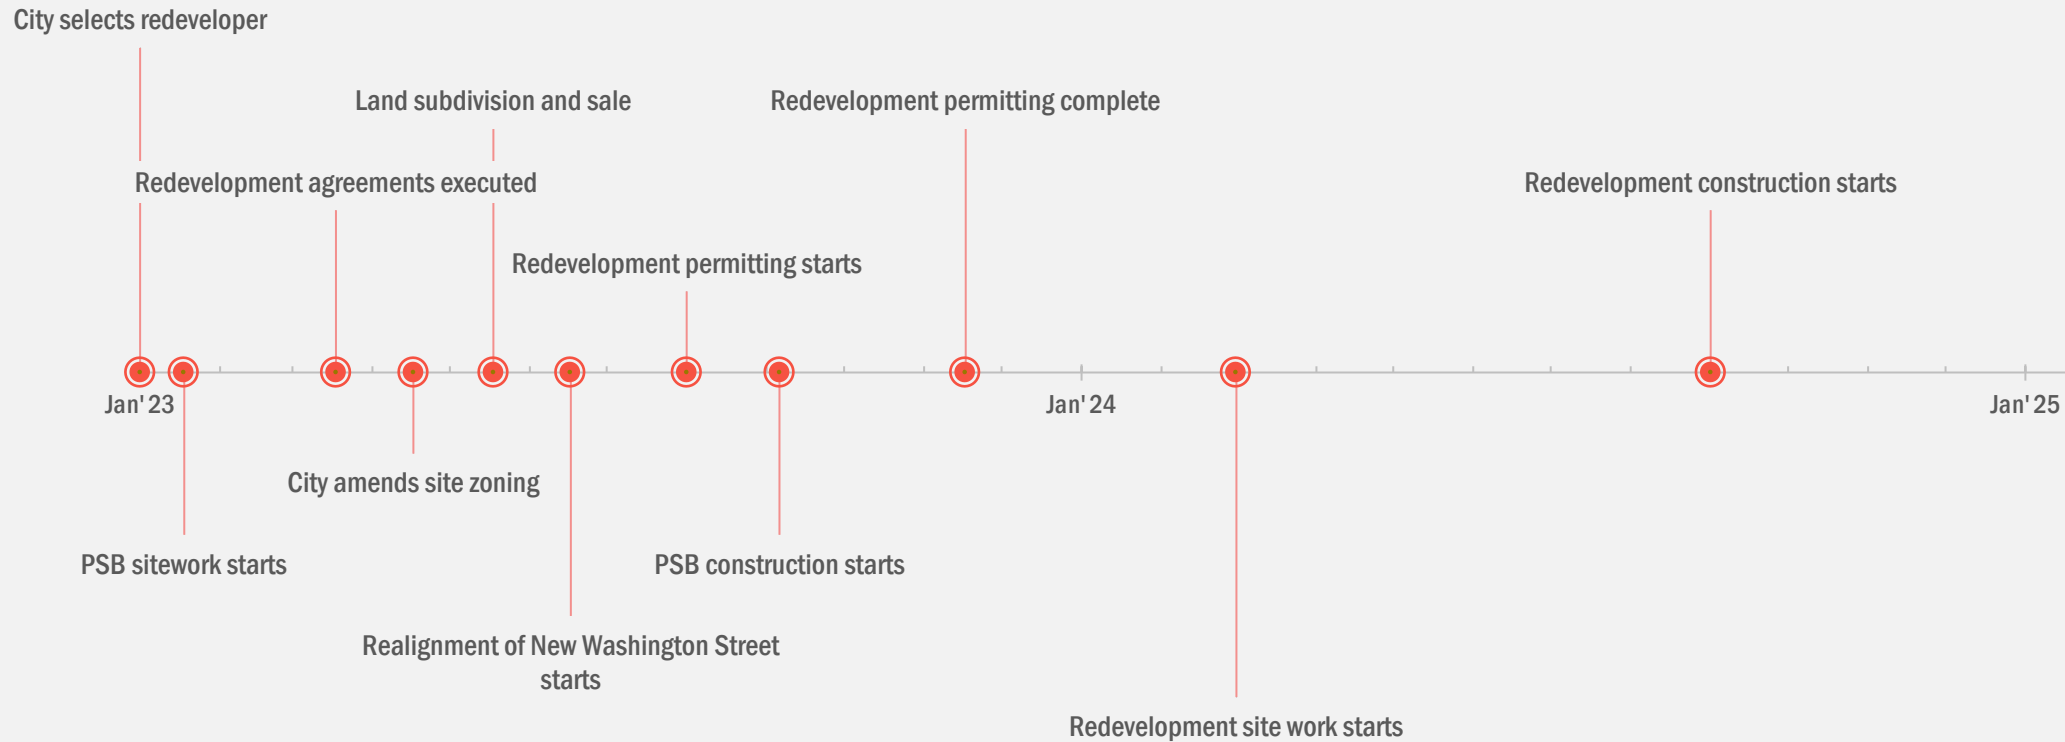 City selects redeveloper
Land subdivision and sale
Redevelopment permitting complete
Redevelopment agreements executed
Redevelopment construction starts
Redevelopment permitting starts
Jan' 23
Jan' 24
Jan' 25
City amends site zoning
PSB sitework starts
PSB construction starts
Realignment of New Washington Street
starts
Redevelopment site work starts